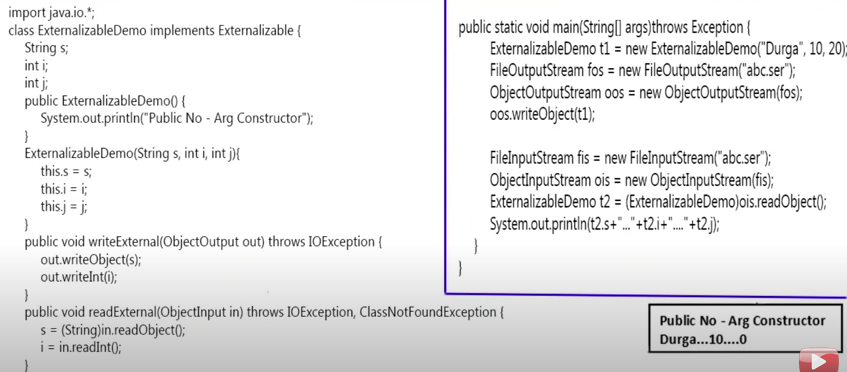 import java.io.*;
class ExternalizableDemo implements Externalizable {
String s;
int i;
int j;
public ExternalizableDemo() {
System.out.println("Public No - Arg Constructor");
}
ExternalizableDemo(String s, int i, int j){
this.s = s;
this.i = i;
this.j = j;
}
public void writeExternal(ObjectOutput out) throws IOException {
out.writeObject(s);
out.writeInt(i);
}
public void readExternal(ObjectInput in) throws IOException, ClassNotFoundException {
s = (String)in.readObject();
i = in.readInt();
}
public static void main(String[] args)throws Exception {
ExternalizableDemo t1 = new ExternalizableDemo("Durga", 10, 20);
FileOutputStream fos = new FileOutputStream("abc.ser");
ObjectOutputStream oos = new ObjectOutputStream(fos);
oos.writeObject(t1);
FileInputStream fis = new FileInputStream("abc.ser");
ObjectInputStream ois = new ObjectInputStream(fis);
ExternalizableDemo t2 = (ExternalizableDemo)ois.readObject();
System.out.println(t2.s+"..."+t2.i+"...."+t2.j);
}
}
Public No - Arg Constructor
Durga...10....0